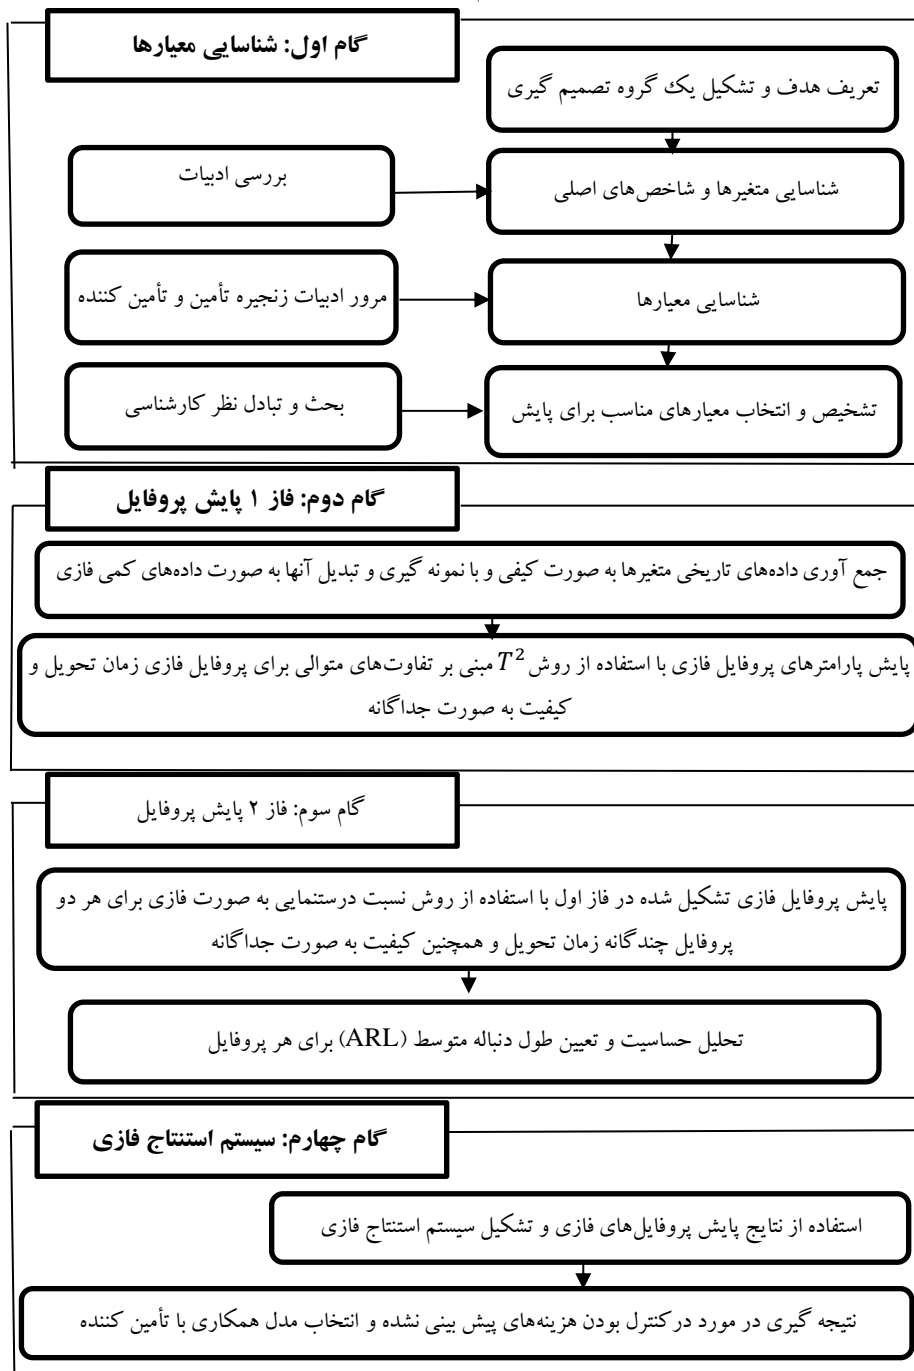 گام اول: شناسایی معیارها
تعریف هدف و تشکیل یک گروه تصمیم گیری
شناسایی متغیرها و شاخص‌های اصلی
بررسی ادبیات
شناسایی معیارها
مرور ادبیات زنجیره تأمین و تأمین کننده
تشخیص و انتخاب معیارهای مناسب برای پایش
بحث و تبادل نظر کارشناسی
گام دوم: فاز ۱ پایش پروفایل
جمع آوری داده‌های تاریخی متغیرها به صورت کیفی و با نمونه گیری و تبدیل آنها به صورت داده‌های کمی فازی
پایش پارامترهای پروفایل فازی با استفاده از روش T² مبنی بر تفاوت‌های متوالی برای پروفایل فازی زمان تحویل و
کیفیت به صورت جداگانه
گام سوم: فاز ۲ پایش پروفایل
پایش پروفایل فازی تشکیل شده در فاز اول با استفاده از روش نسبت درستنمایی به صورت فازی برای هر دو
پروفایل چندگانه زمان تحویل و همچنین کیفیت به صورت جداگانه
تحلیل حساسیت و تعیین طول دنباله متوسط (ARL) برای هر پروفایل
گام چهارم: سیستم استنتاج فازی
استفاده از نتایج پایش پروفایل‌های فازی و تشکیل سیستم استنتاج فازی
نتیجه گیری در مورد درکنترل بودن هزینه‌های پیش بینی نشده و انتخاب مدل همکاری با تأمین کننده